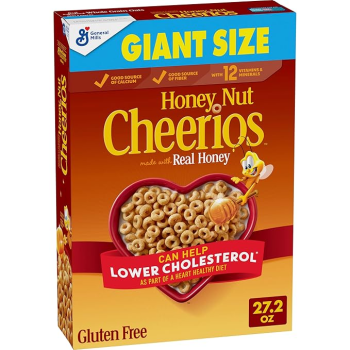 General
Mills
GIANT SIZE
GOOD SOURCE
OF CALCIUM
GOOD SOURCE
OF FIBER
WITH 12 VITAMINS &
MINERALS
Honey Nut
Cheerios
made with Real Honey
CAN HELP
LOWER CHOLESTEROL*
AS PART OF A HEART HEALTHY DIET
Gluten Free
27.2
OZ